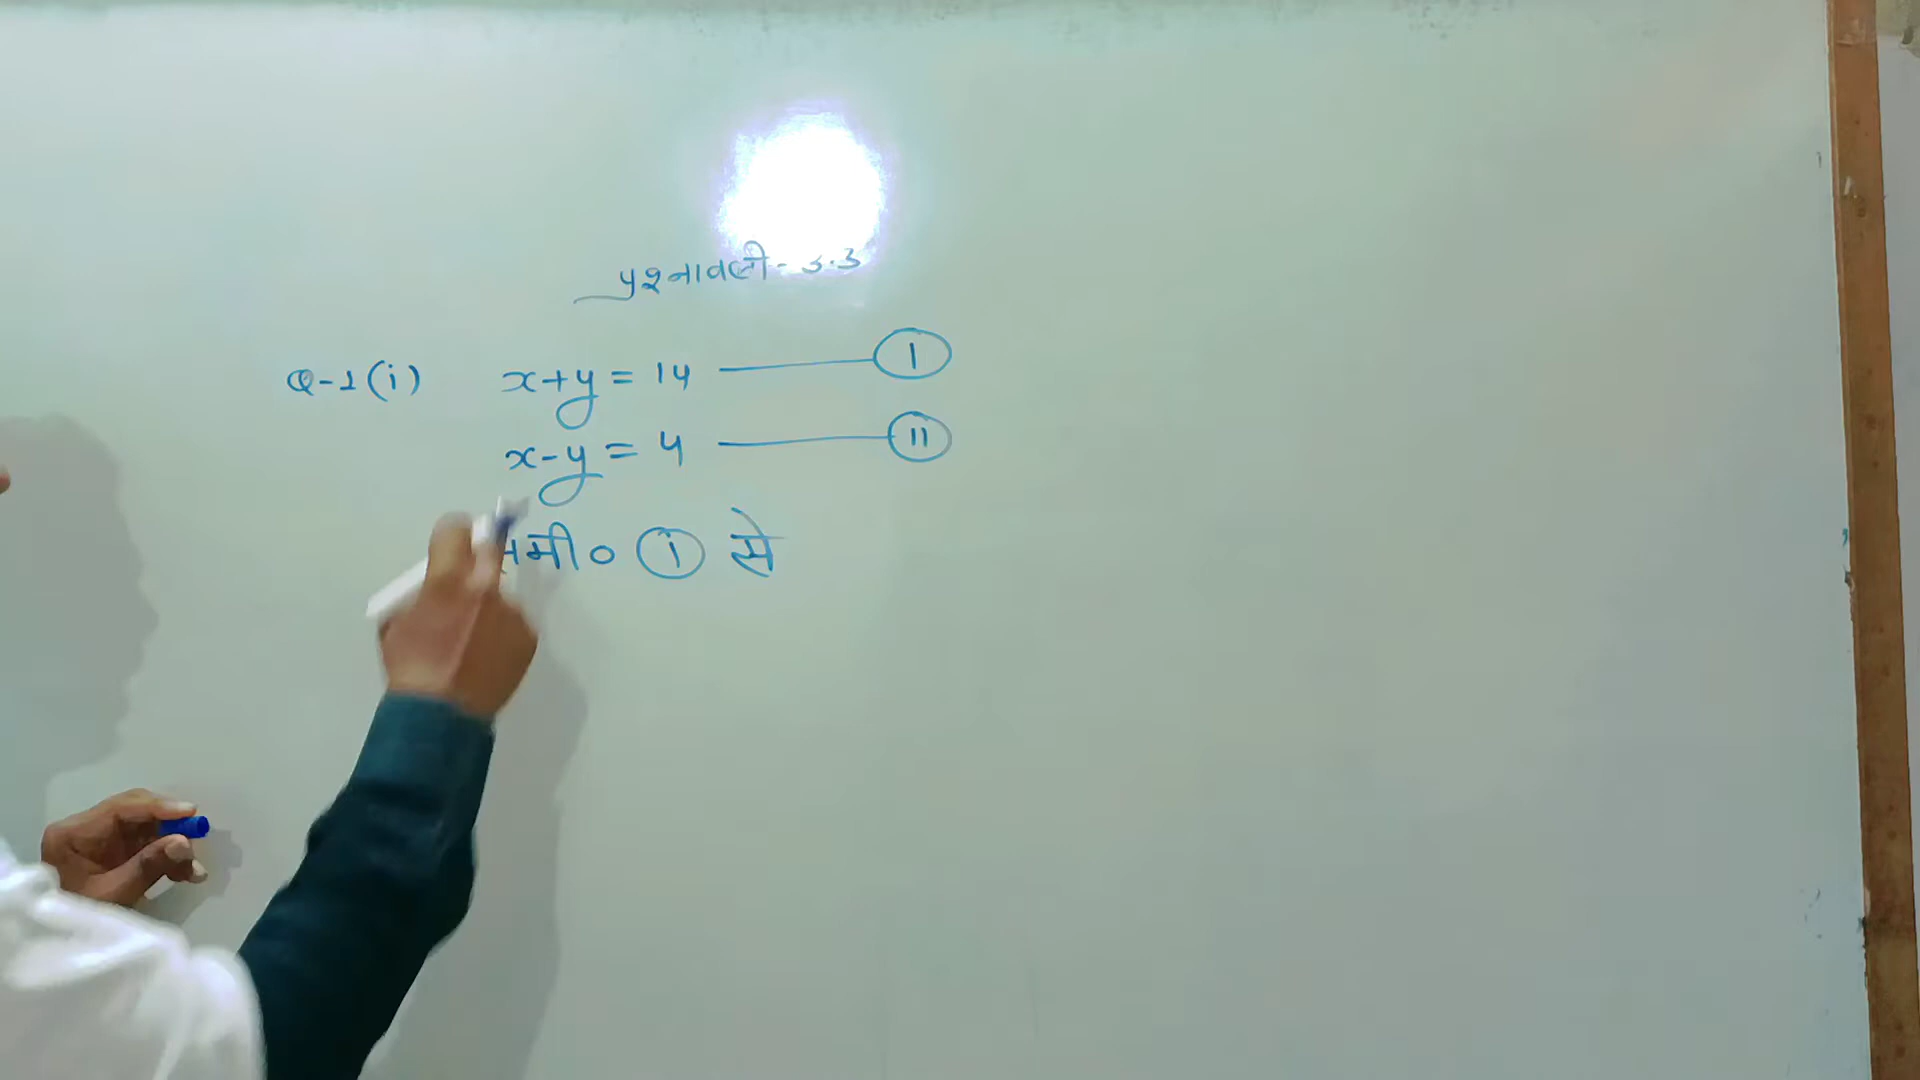 प्रश्नावली- 3.3
Q-1(i) x+y = 14 (I)
x-y = 4 (II)
समी० (i) से